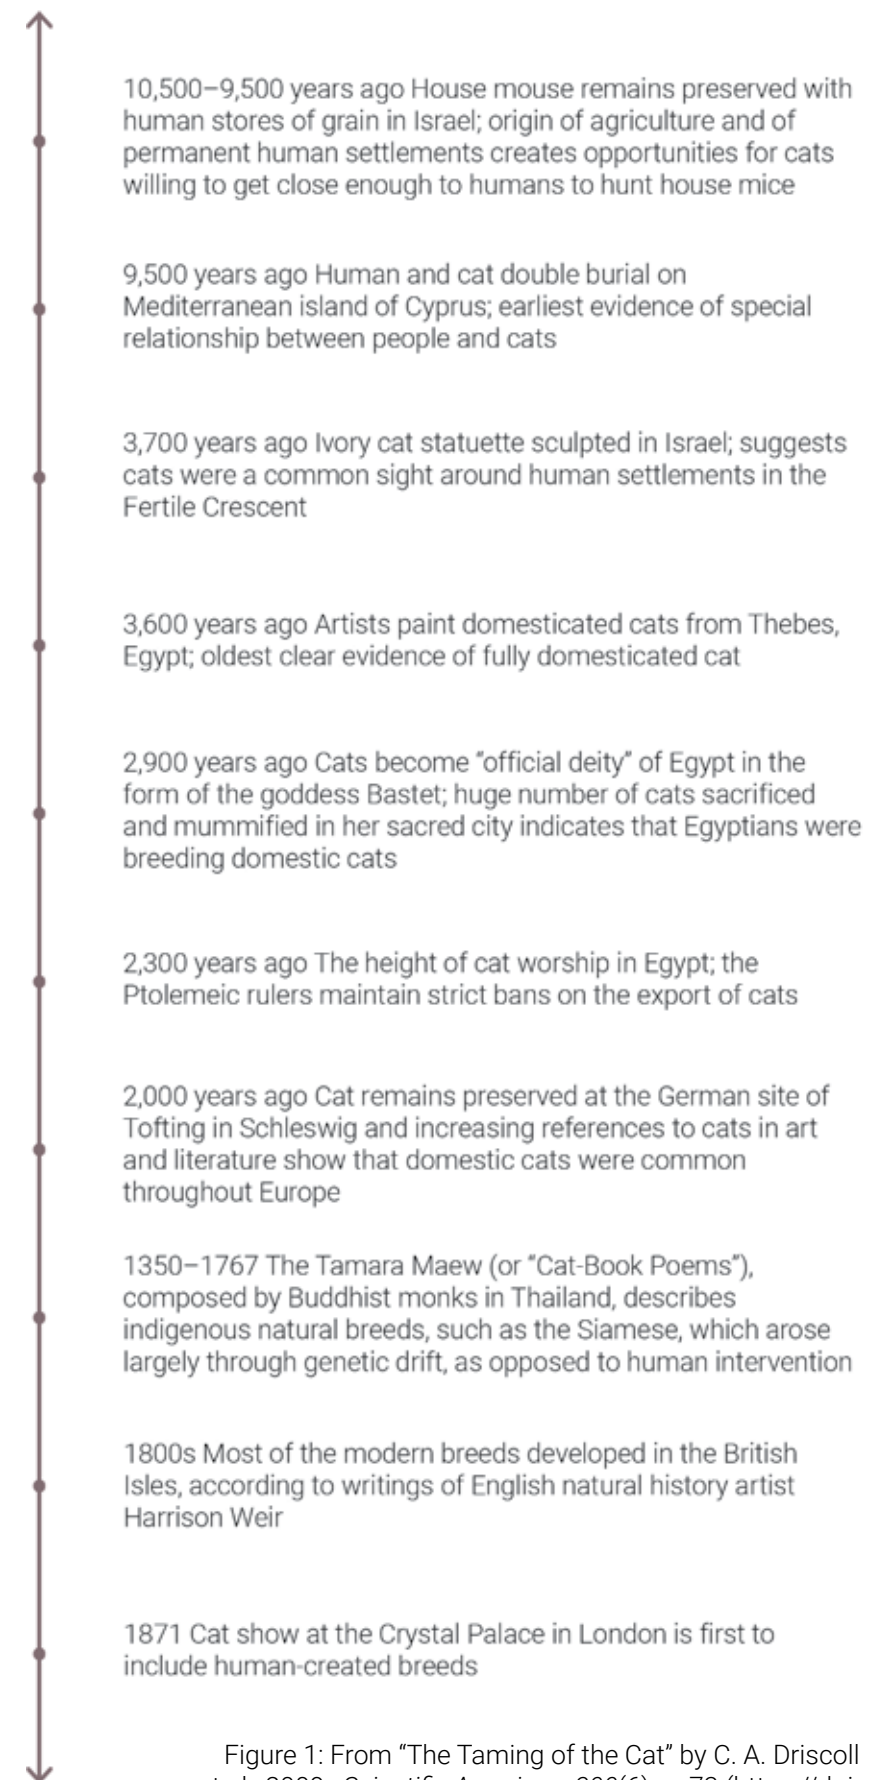 10,500–9,500 years ago House mouse remains preserved with
human stores of grain in Israel; origin of agriculture and of
permanent human settlements creates opportunities for cats
willing to get close enough to humans to hunt house mice
9,500 years ago Human and cat double burial on
Mediterranean island of Cyprus; earliest evidence of special
relationship between people and cats
3,700 years ago Ivory cat statuette sculpted in Israel; suggests
cats were a common sight around human settlements in the
Fertile Crescent
3,600 years ago Artists paint domesticated cats from Thebes,
Egypt; oldest clear evidence of fully domesticated cat
2,900 years ago Cats become “official deity” of Egypt in the
form of the goddess Bastet; huge number of cats sacrificed
and mummified in her sacred city indicates that Egyptians were
breeding domestic cats
2,300 years ago The height of cat worship in Egypt; the
Ptolemeic rulers maintain strict bans on the export of cats
2,000 years ago Cat remains preserved at the German site of
Tofting in Schleswig and increasing references to cats in art
and literature show that domestic cats were common
throughout Europe
1350–1767 The Tamara Maew (or “Cat-Book Poems”),
composed by Buddhist monks in Thailand, describes
indigenous natural breeds, such as the Siamese, which arose
largely through genetic drift, as opposed to human intervention
1800s Most of the modern breeds developed in the British
Isles, according to writings of English natural history artist
Harrison Weir
1871 Cat show at the Crystal Palace in London is first to
include human-created breeds
Figure 1: From “The Taming of the Cat” by C. A. Driscoll